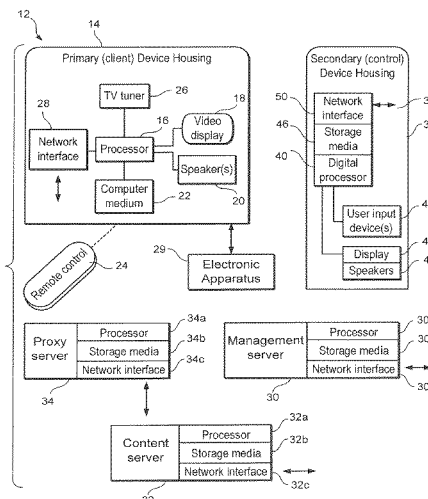 12
14
Primary (client) Device Housing
TV tuner
26
28
16
18
Network
interface
Processor
Video
display
Computer
medium
22
Speaker(s)
20
Remote control
24
29
Electronic
Apparatus
Secondary (control)
Device Housing
50
Network
interface
46
Storage
media
40
Digital
processor
User input
device(s)
Display
Speakers
Proxy
server
34
Processor
34a
Storage media
34b
Network interface
34c
Management
server
30
Processor
Storage media
Network interface
Content
server
Processor
32a
Storage media
32b
Network interface
32c